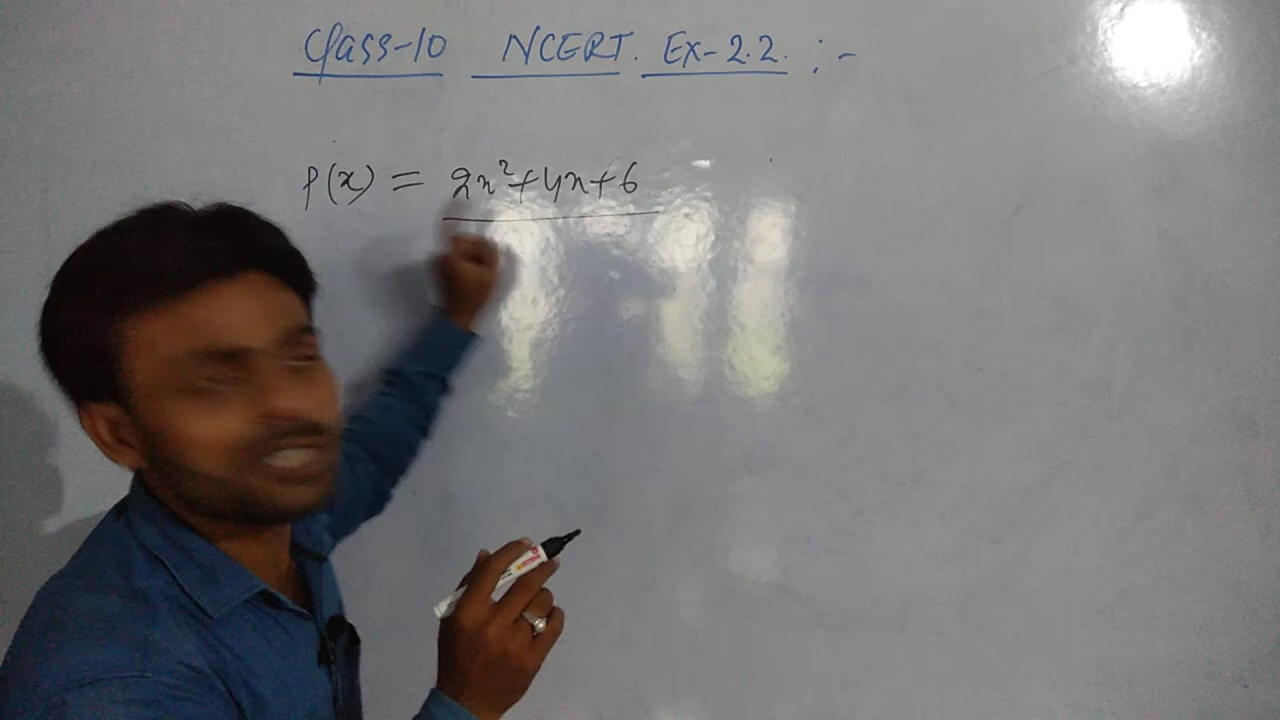 Class-10 NCERT. Ex-2.2. :-
P(x) = 2x²+4x+6